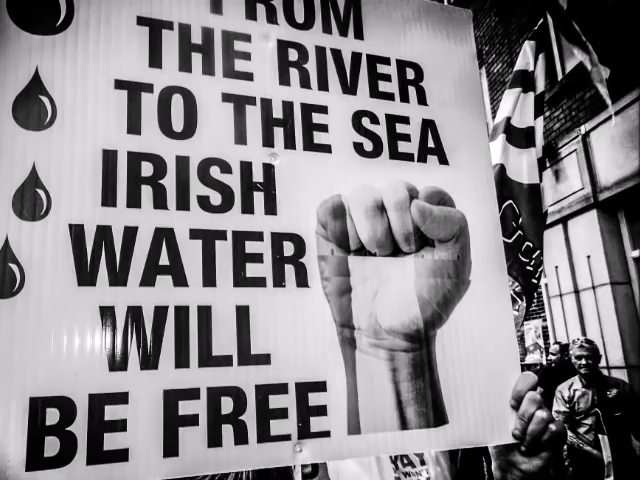 FROM
THE RIVER
TO THE SEA
IRISH
WATER
WILL
BE FREE